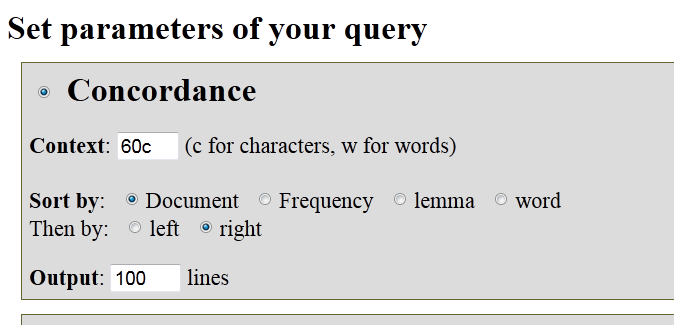 Set parameters of your query
Concordance
Context: 60c (c for characters, w for words)
Sort by: Document Frequency lemma word
Then by: left right
Output: 100 lines